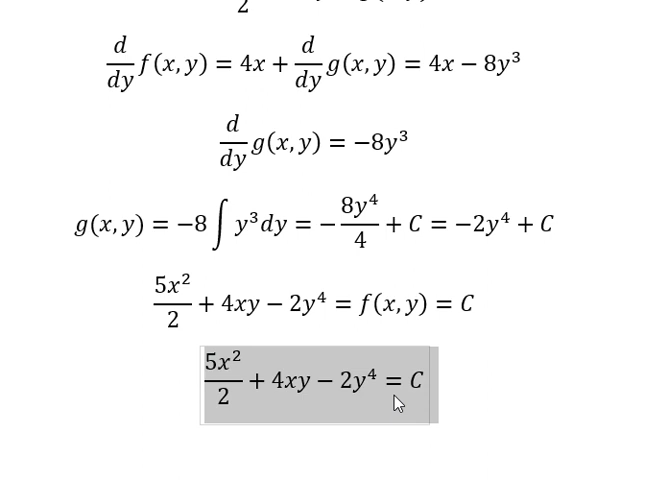 2
d/dy f(x, y) = 4x + d/dy g(x, y) = 4x − 8y³
d/dy g(x, y) = −8y³
g(x, y) = −8 ∫ y³dy = − 8y⁴/4 + C = −2y⁴ + C
5x²/2 + 4xy − 2y⁴ = f(x, y) = C
5x²/2 + 4xy − 2y⁴ = C